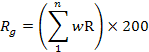 R_g = (∑_1^n wR) × 200